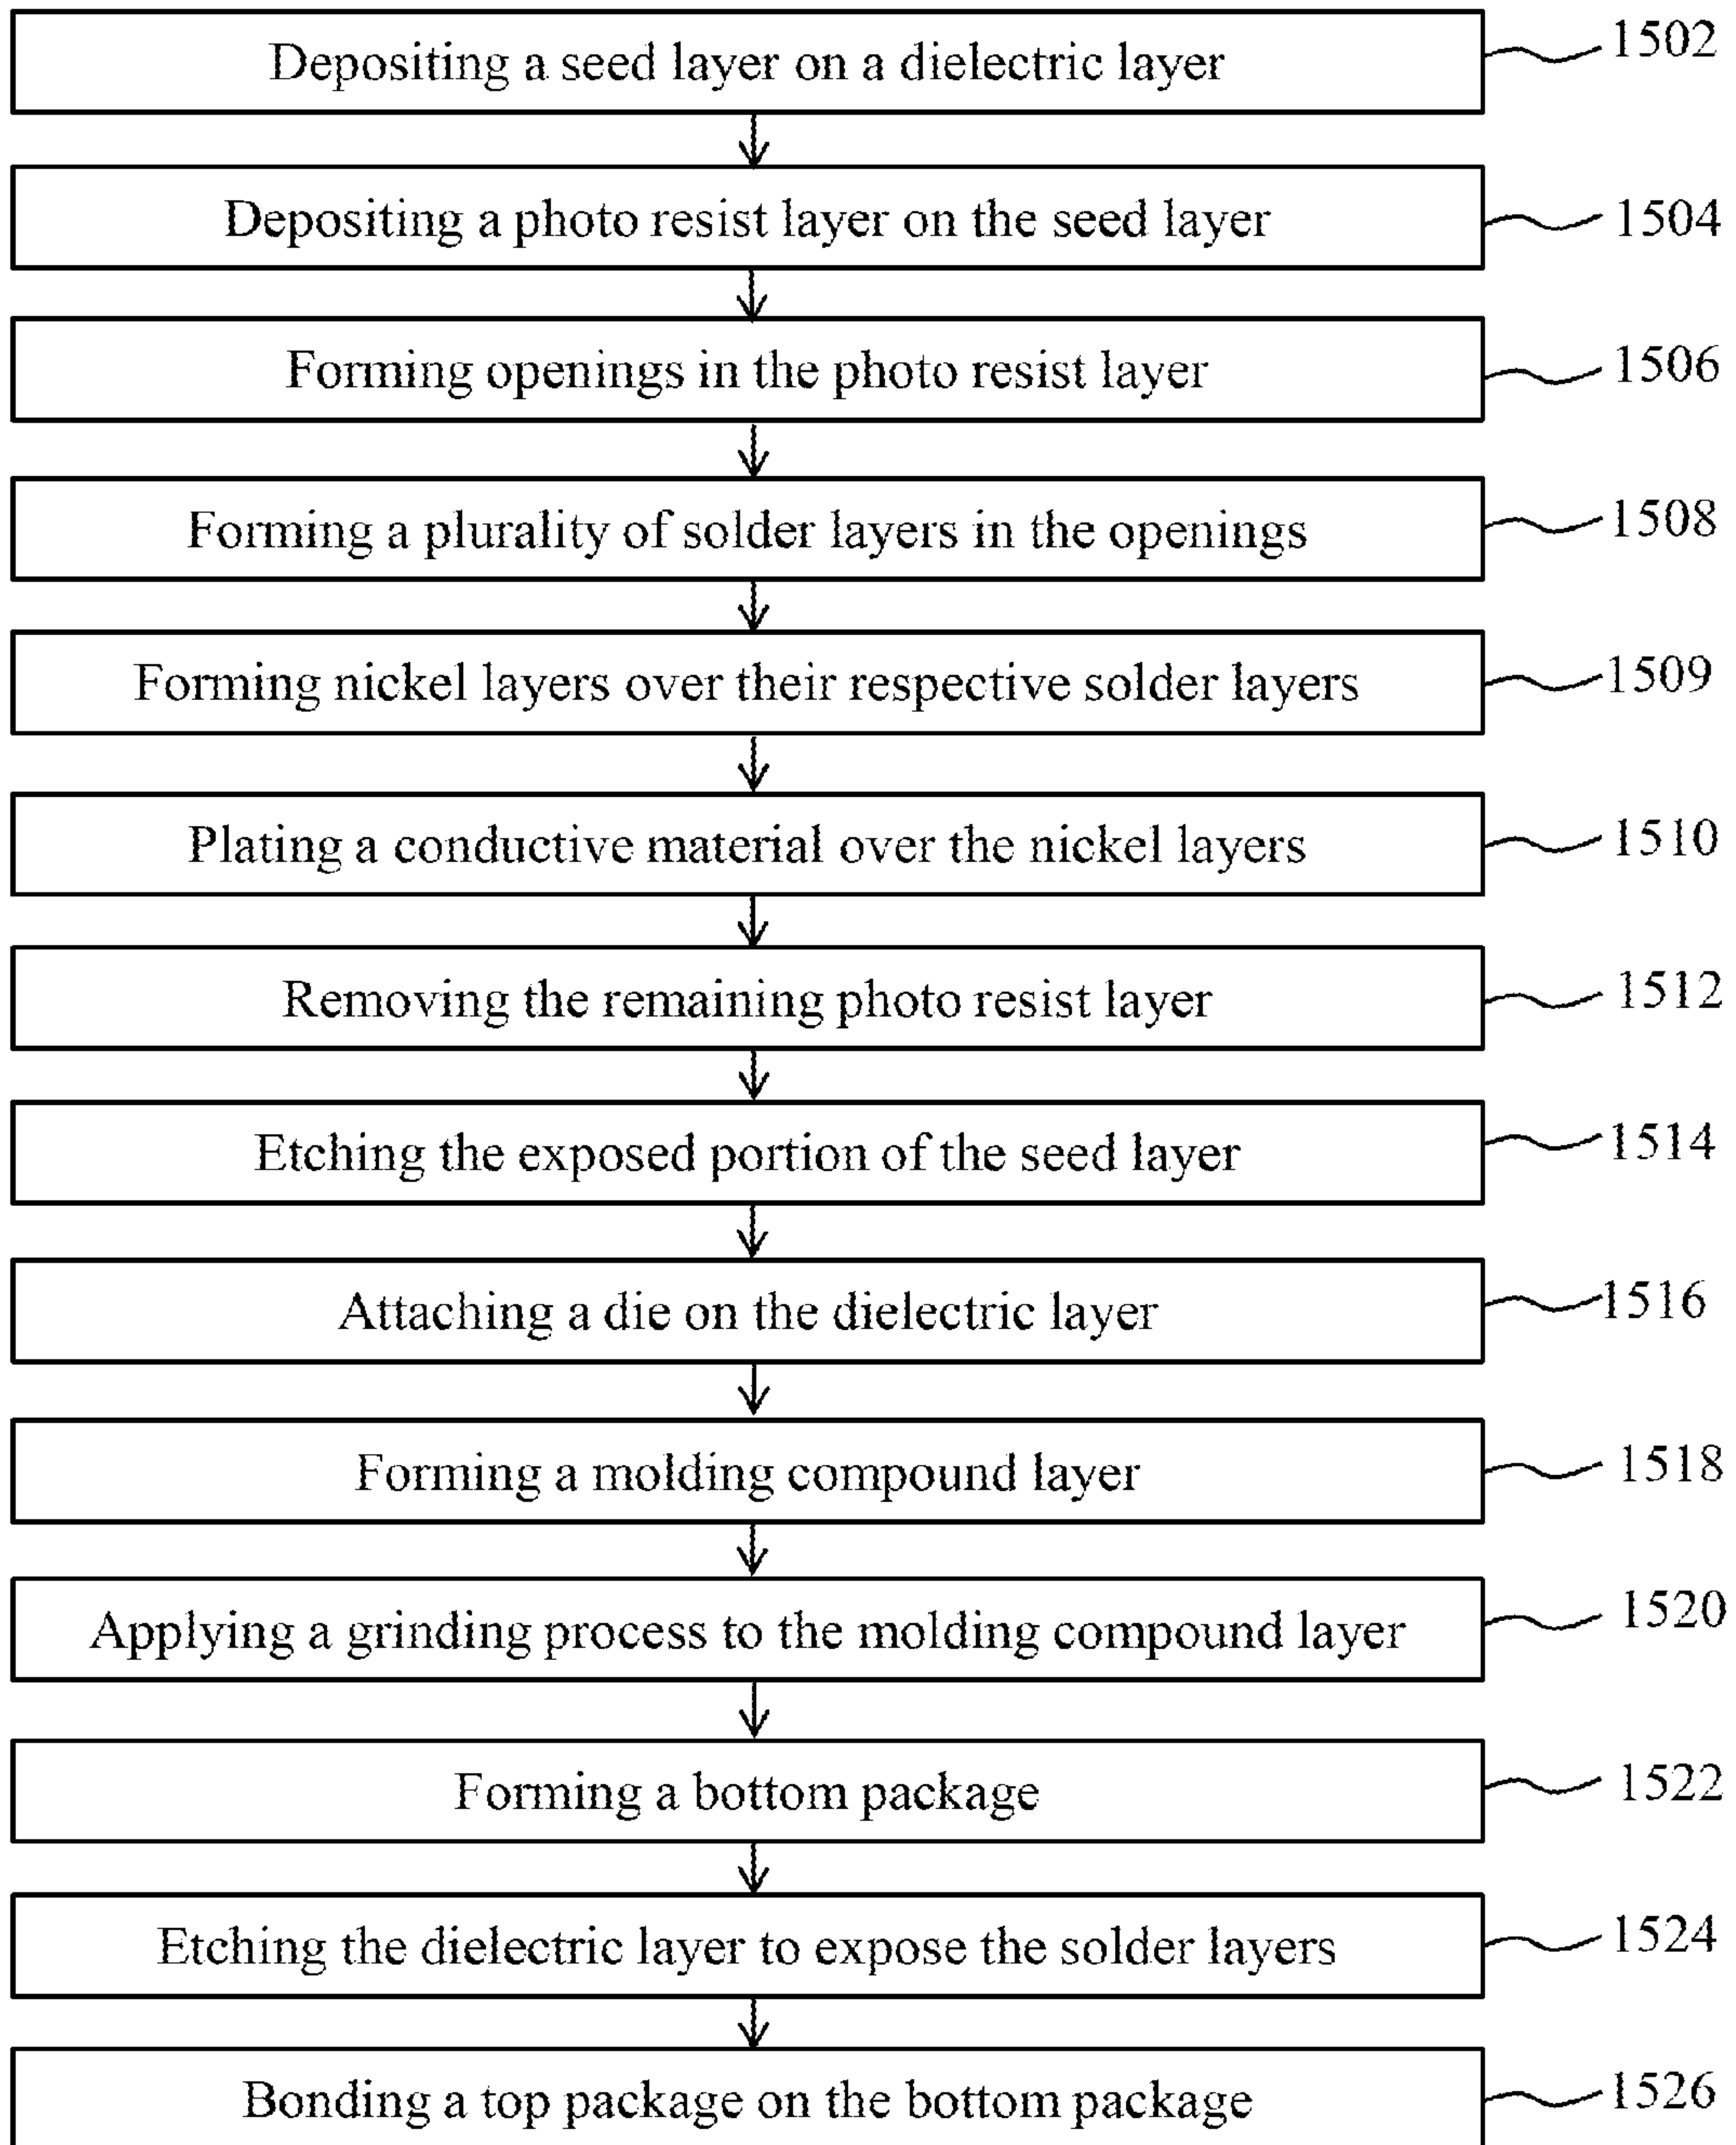 Depositing a seed layer on a dielectric layer
1502
Depositing a photo resist layer on the seed layer
1504
Forming openings in the photo resist layer
1506
Forming a plurality of solder layers in the openings
1508
Forming nickel layers over their respective solder layers
1509
Plating a conductive material over the nickel layers
1510
Removing the remaining photo resist layer
1512
Etching the exposed portion of the seed layer
1514
Attaching a die on the dielectric layer
1516
Forming a molding compound layer
1518
Applying a grinding process to the molding compound layer
1520
Forming a bottom package
1522
Etching the dielectric layer to expose the solder layers
1524
Bonding a top package on the bottom package
1526